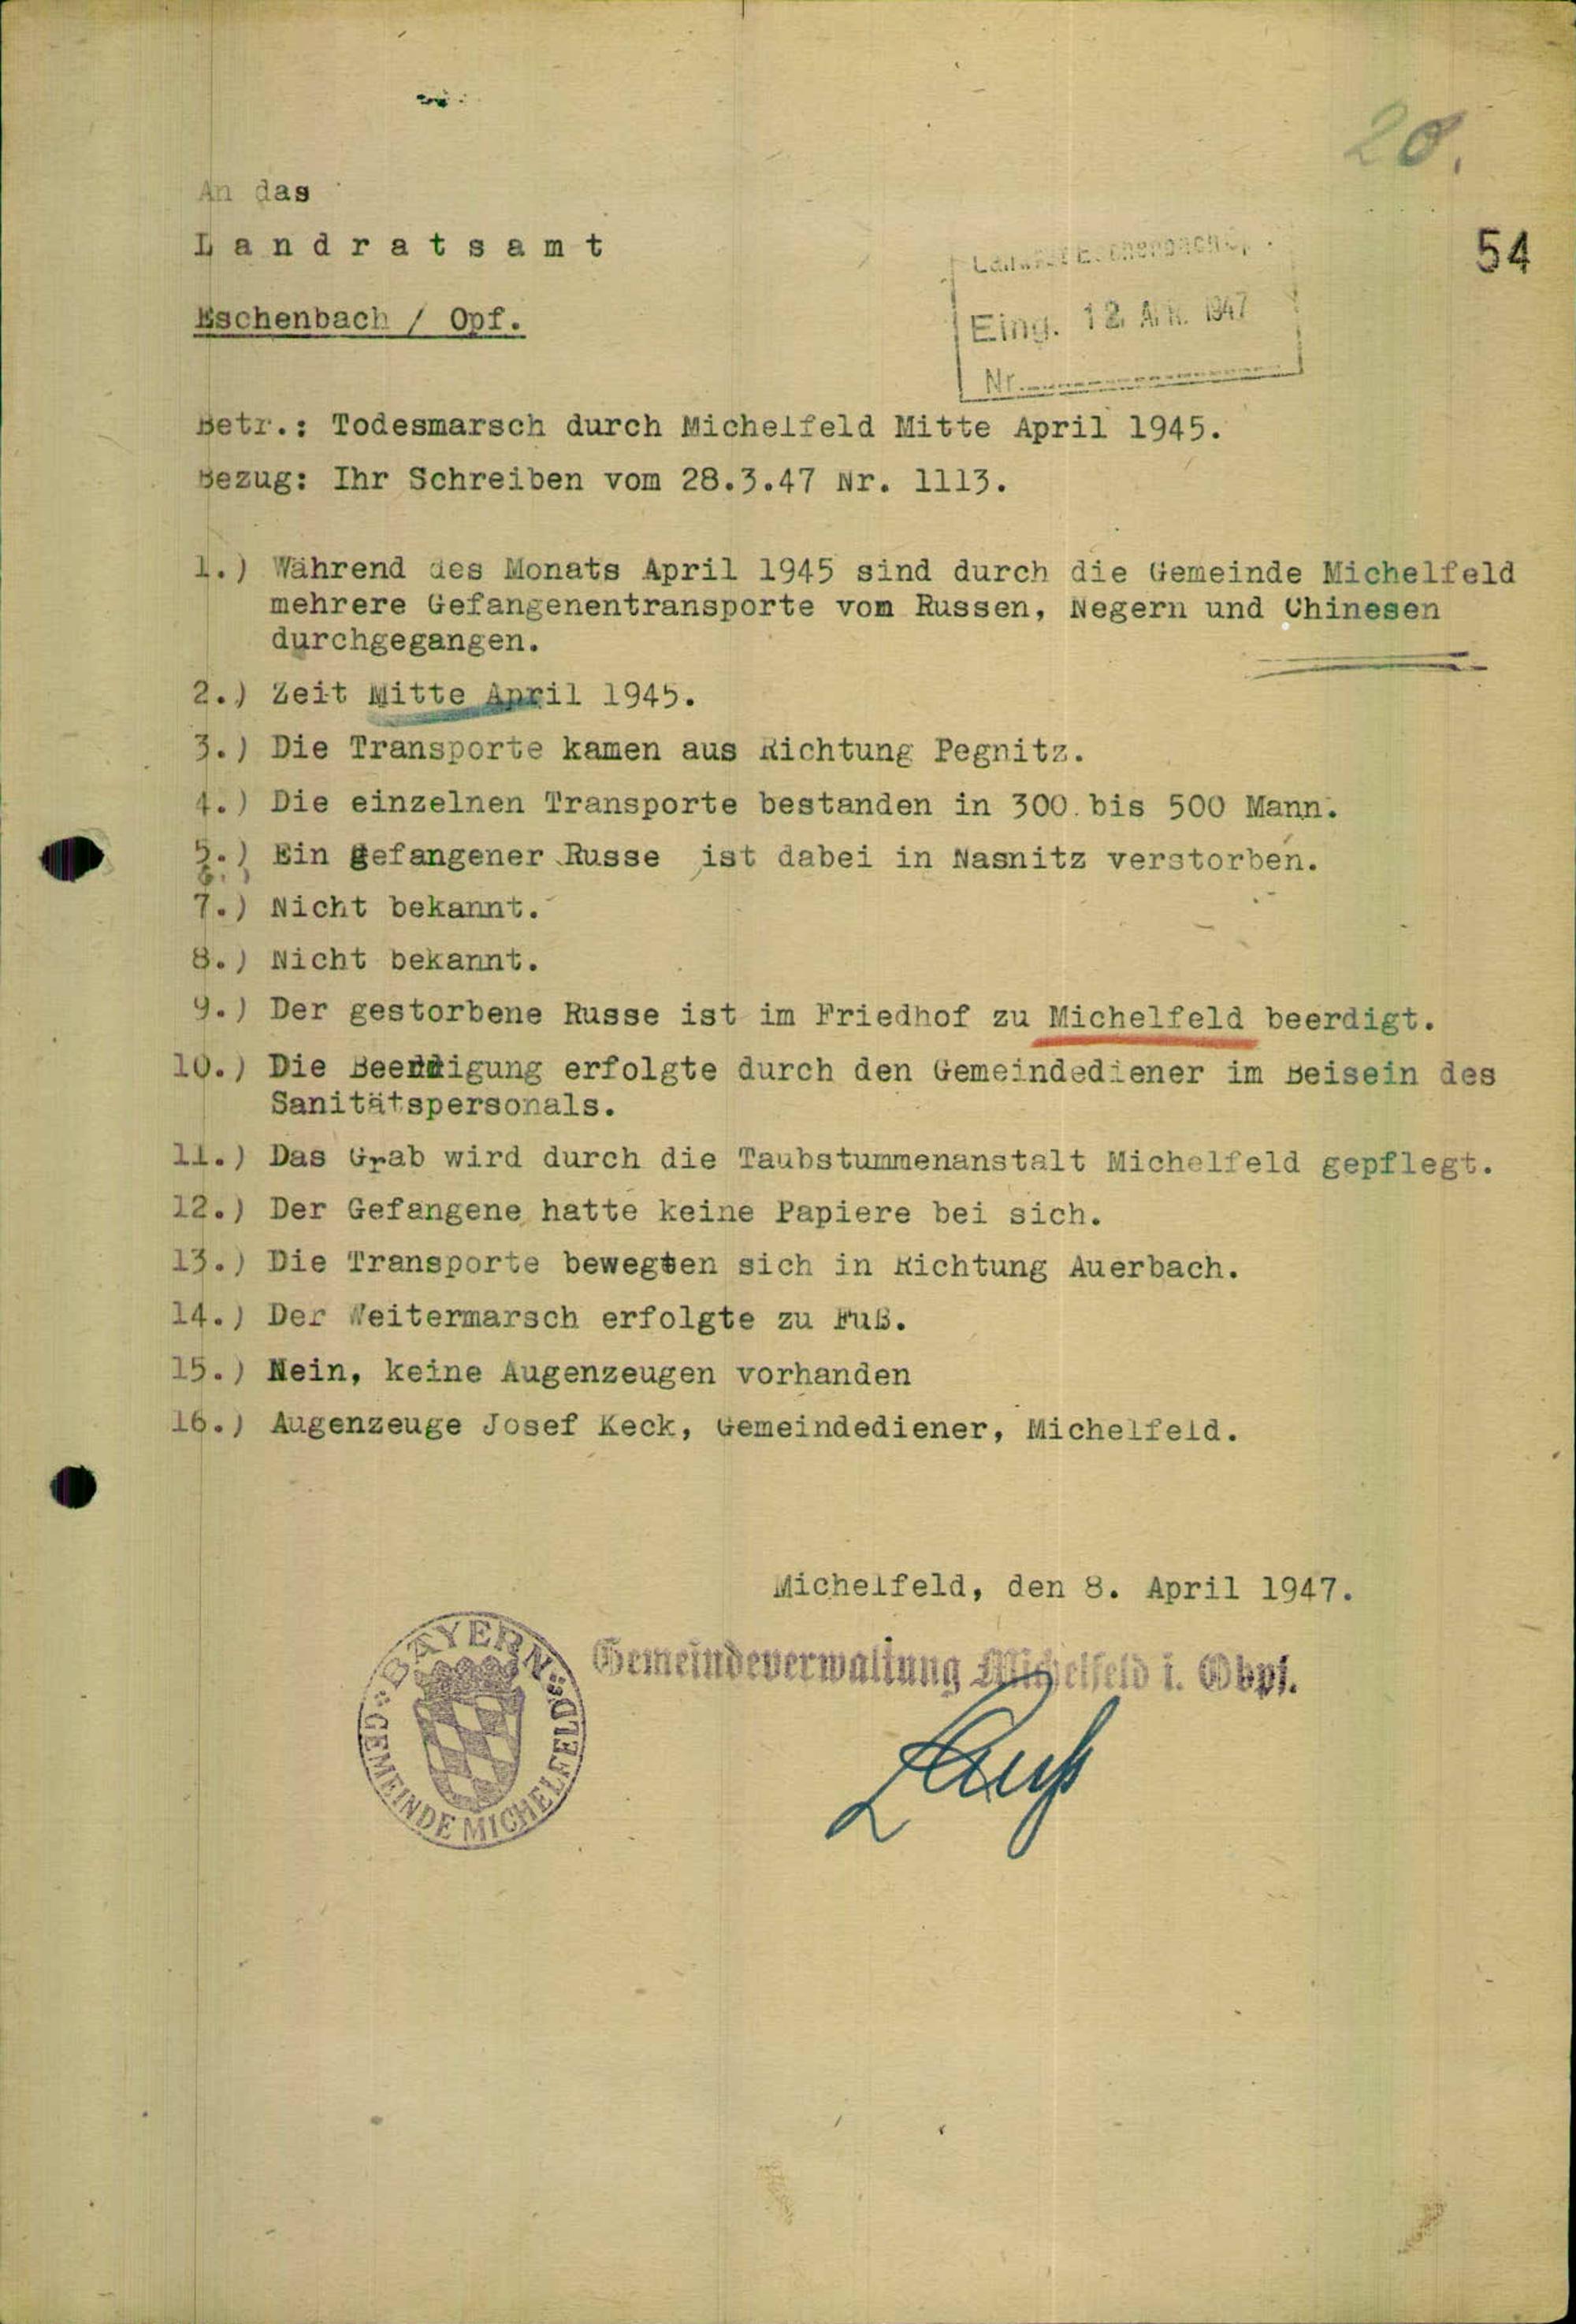 20.
54
An das
Landratsamt
Eschenbach / Opf.
Eing. 12. APR. 1947
Nr.
Betr.: Todesmarsch durch Michelfeld Mitte April 1945.
Bezug: Ihr Schreiben vom 28.3.47 Nr. 1113.
1.) Während des Monats April 1945 sind durch die Gemeinde Michelfeld
mehrere Gefangenentransporte von Russen, Negern und Chinesen
durchgegangen.
2.) Zeit Mitte April 1945.
3.) Die Transporte kamen aus Richtung Pegnitz.
4.) Die einzelnen Transporte bestanden in 300 bis 500 Mann.
5.) Ein gefangener Russe ist dabei in Nasnitz verstorben.
6.)
7.) Nicht bekannt.
8.) Nicht bekannt.
9.) Der gestorbene Russe ist im Friedhof zu Michelfeld beerdigt.
10.) Die Beerdigung erfolgte durch den Gemeindediener im Beisein des
Sanitätspersonals.
11.) Das Grab wird durch die Taubstummenanstalt Michelfeld gepflegt.
12.) Der Gefangene hatte keine Papiere bei sich.
13.) Die Transporte bewegten sich in Richtung Auerbach.
14.) Der Weitermarsch erfolgte zu Fuß.
15.) Nein, keine Augenzeugen vorhanden
16.) Augenzeuge Josef Keck, Gemeindediener, Michelfeld.
Michelfeld, den 8. April 1947.
Gemeindeverwaltung Michelfeld i. Obpf.
BAYERN
GEMEINDE MICHELFELD